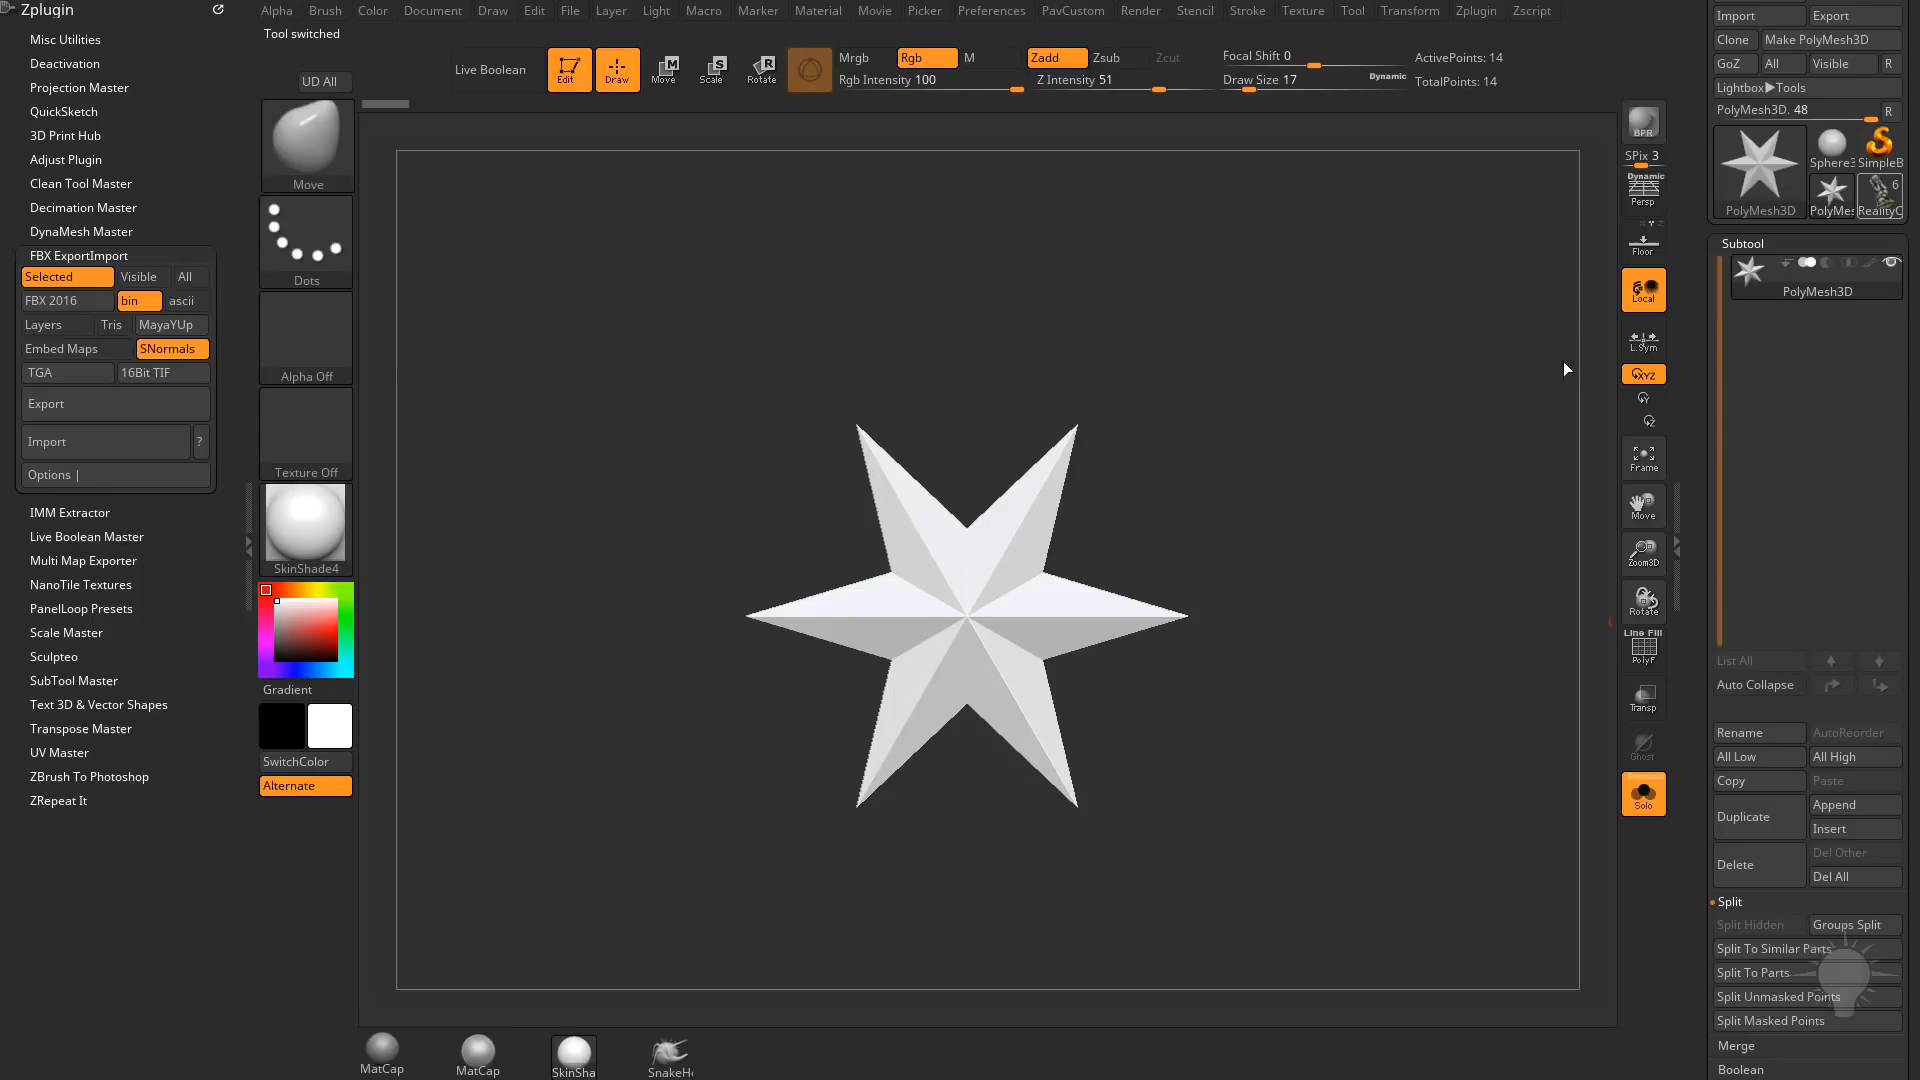 Zplugin
Misc Utilities
Deactivation
Projection Master
QuickSketch
3D Print Hub
Adjust Plugin
Clean Tool Master
Decimation Master
DynaMesh Master
FBX ExportImport
Selected Visible All
FBX 2016 bin ascii
Layers Tris MayaYUp
Embed Maps SNormals
TGA 16Bit TIF
Export
Import ?
Options |
IMM Extractor
Live Boolean Master
Multi Map Exporter
NanoTile Textures
PanelLoop Presets
Scale Master
Sculpteo
SubTool Master
Text 3D & Vector Shapes
Transpose Master
UV Master
ZBrush To Photoshop
ZRepeat It
Alpha Brush Color Document Draw Edit File Layer Light Macro Marker Material Movie Picker Preferences PavCustom Render Stencil Stroke Texture Tool Transform Zplugin Zscript
Tool switched
UD All
Live Boolean
Edit
Draw
M
Move
S
Scale
R
Rotate
Mrgb Rgb M
Rgb Intensity 100
Zadd Zsub Zcut
Z Intensity 51
Focal Shift 0
Draw Size 17
Dynamic
ActivePoints: 14
TotalPoints: 14
Move
Dots
Alpha Off
Texture Off
SkinShade4
Gradient
SwitchColor
Alternate
MatCap
MatCap
SkinSha
SnakeH
BPR
SPix 3
Dynamic
Persp
Floor
Local
L.Sym
XYZ
Y
Z
Frame
Move
Zoom3D
Rotate
Line Fill
PolyF
Transp
Ghost
Dynamic
Solo
Import Export
Clone Make PolyMesh3D
GoZ All Visible R
Lightbox▶Tools
PolyMesh3D. 48 R
PolyMesh3D
Sphere3
SimpleB
PolyMes
6
RealityC
Subtool
PolyMesh3D
List All
Auto Collapse
Rename AutoReorder
All Low All High
Copy Paste
Duplicate Append
Insert
Delete Del Other
Del All
Split
Split Hidden Groups Split
Split To Similar Parts
Split To Parts
Split Unmasked Points
Split Masked Points
Merge
Boolean